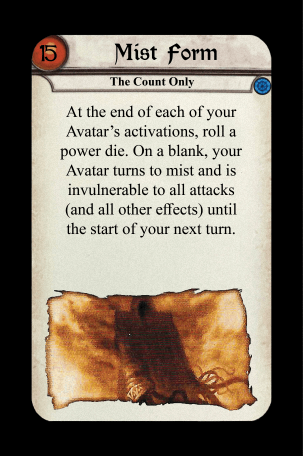 15
Mist Form
The Count Only
At the end of each of your
Avatar's activations, roll a
power die. On a blank, your
Avatar turns to mist and is
invulnerable to all attacks
(and all other effects) until
the start of your next turn.